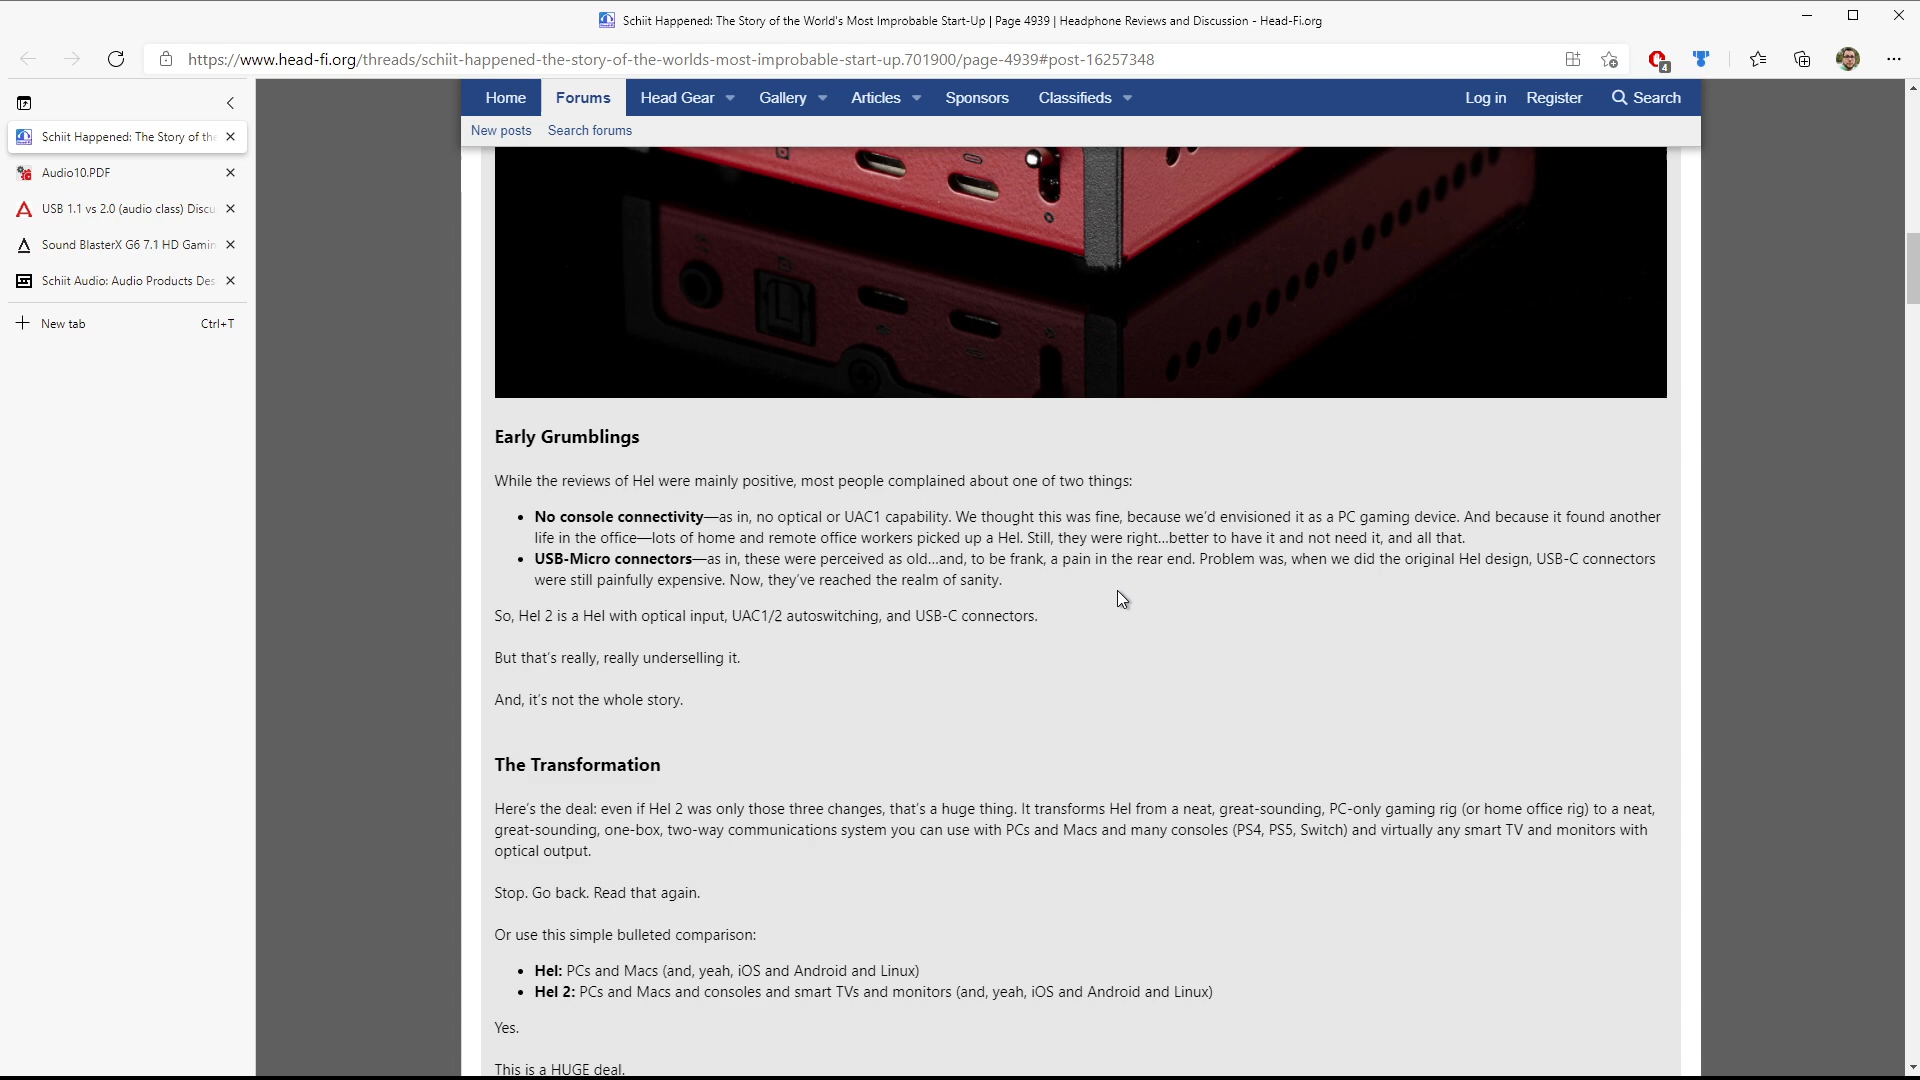 Schiit Happened: The Story of the World's Most Improbable Start-Up | Page 4939 | Headphone Reviews and Discussion - Head-Fi.org
https://www.head-fi.org/threads/schiit-happened-the-story-of-the-worlds-most-improbable-start-up.701900/page-4939#post-16257348
4
Schiit Happened: The Story of the
Audio10.PDF
USB 1.1 vs 2.0 (audio class) Discu
Sound BlasterX G6 7.1 HD Gamin
Schiit Audio: Audio Products Des
New tab Ctrl+T
Home Forums Head Gear Gallery Articles Sponsors Classifieds Log in Register Search
New posts Search forums
Early Grumblings
While the reviews of Hel were mainly positive, most people complained about one of two things:
• No console connectivity—as in, no optical or UAC1 capability. We thought this was fine, because we'd envisioned it as a PC gaming device. And because it found another
life in the office—lots of home and remote office workers picked up a Hel. Still, they were right...better to have it and not need it, and all that.
• USB-Micro connectors—as in, these were perceived as old...and, to be frank, a pain in the rear end. Problem was, when we did the original Hel design, USB-C connectors
were still painfully expensive. Now, they've reached the realm of sanity.
So, Hel 2 is a Hel with optical input, UAC1/2 autoswitching, and USB-C connectors.
But that's really, really underselling it.
And, it's not the whole story.
The Transformation
Here's the deal: even if Hel 2 was only those three changes, that's a huge thing. It transforms Hel from a neat, great-sounding, PC-only gaming rig (or home office rig) to a neat,
great-sounding, one-box, two-way communications system you can use with PCs and Macs and many consoles (PS4, PS5, Switch) and virtually any smart TV and monitors with
optical output.
Stop. Go back. Read that again.
Or use this simple bulleted comparison:
• Hel: PCs and Macs (and, yeah, iOS and Android and Linux)
• Hel 2: PCs and Macs and consoles and smart TVs and monitors (and, yeah, iOS and Android and Linux)
Yes.
This is a HUGE deal.